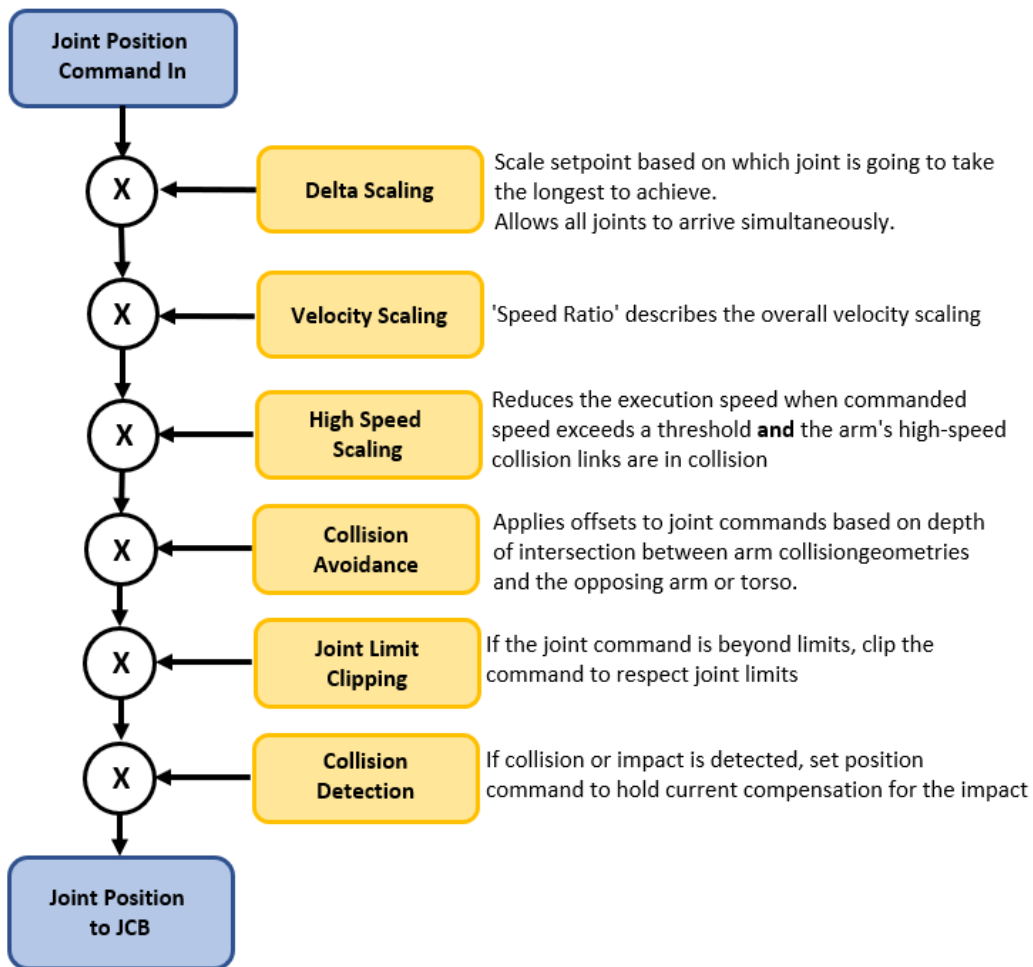 Joint Position
Command In
X
Delta Scaling
Scale setpoint based on which joint is going to take
the longest to achieve.
Allows all joints to arrive simultaneously.
X
Velocity Scaling
'Speed Ratio' describes the overall velocity scaling
X
High Speed
Scaling
Reduces the execution speed when commanded
speed exceeds a threshold and the arm's high-speed
collision links are in collision
X
Collision
Avoidance
Applies offsets to joint commands based on depth
of intersection between arm collisiongeometries
and the opposing arm or torso.
X
Joint Limit
Clipping
If the joint command is beyond limits, clip the
command to respect joint limits
X
Collision
Detection
If collision or impact is detected, set position
command to hold current compensation for the impact
Joint Position
to JCB